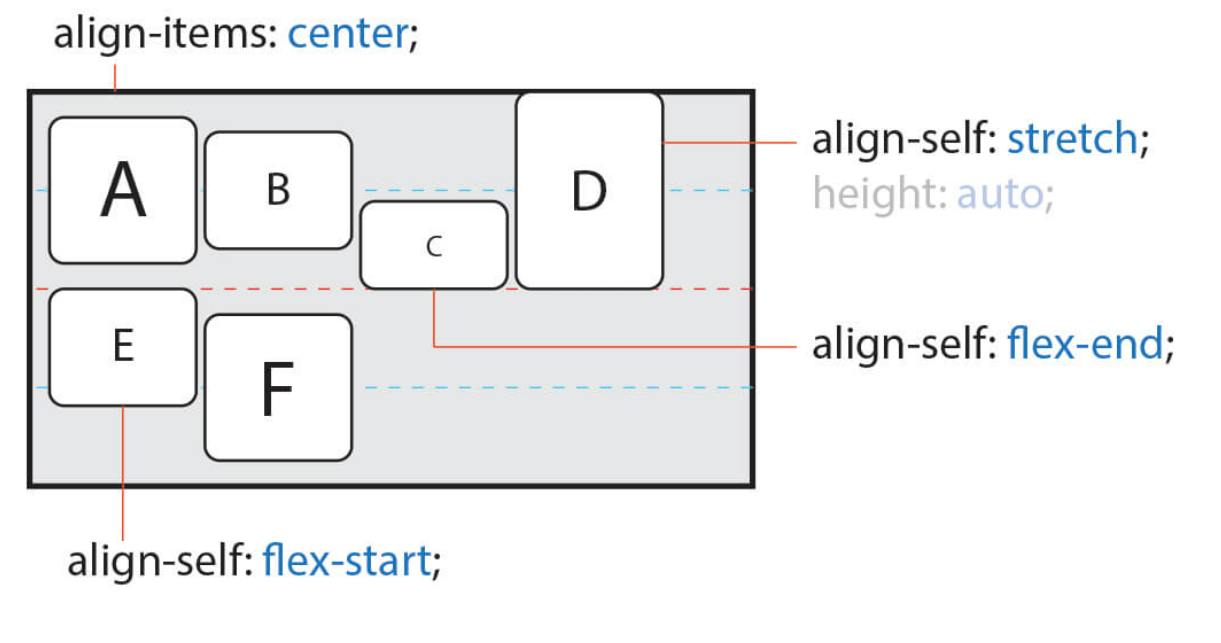 align-items: center;
A
B
C
D
align-self: stretch;
height: auto;
E
F
align-self: flex-end;
align-self: flex-start;